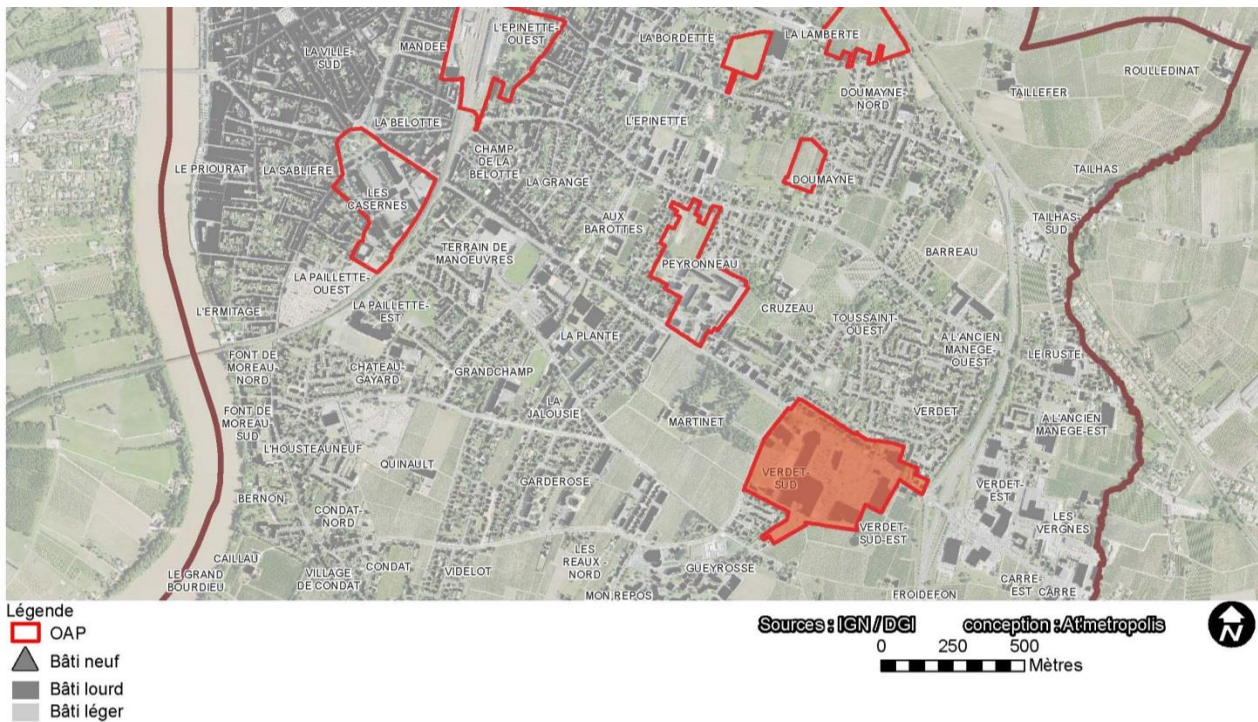 L'EPINETTE-
OUEST
LA BORDETTE
LA LAMBERTE
LA VILLE-
SUD
MANDEE
ROULLEDINAT
TAILLEFER
DOUMAYNE-
NORD
LA BELOTTE
L'EPINETTE
CHAMP
DE LA
BELOTTE
LE PRIOURAT
LA SABLIERE
TAILHAS
LA GRANGE
DOUMAYNE
LES
CASERNES
AUX
BAROTTES
TAILHAS-
SUD
TERRAIN DE
MANOEUVRES
BARREAU
PEYRONNEAU
LA PAILLETTE-
OUEST
L'ERMITAGE
LA PAILLETTE-
EST
CRUZEAU
TOUSSAINT-
OUEST
LA PLANTE
A L'ANCIEN
MANEGE-OUEST
LE RUSTE
FONT DE
MOREAU-
NORD
CHATEAU-
GAYARD
GRANDCHAMP
LA
JALOUSIE
FONT DE
MOREAU-
SUD
MARTINET
VERDET
A L'ANCIEN
MANEGE-EST
L'HOUSTEAUNEUF
QUINAULT
GARDEROSE
VERDET-
SUD
VERDET-
EST
BERNON
CONDAT-
NORD
VERDET-
SUD-EST
LES
VERGNES
CAILLAU
LE GRAND
BOURDIEU
VILLAGE
DE CONDAT
CONDAT
VIDELOT
LES
REAUX-
NORD
GUEYROSSE
MON REPOS
FROIDEFON
CARRE-
EST
CARRE
Légende
OAP
Bâti neuf
Bâti lourd
Bâti léger
Sources : IGN / DGI conception : At'metropolis
0 250 500
Mètres
N